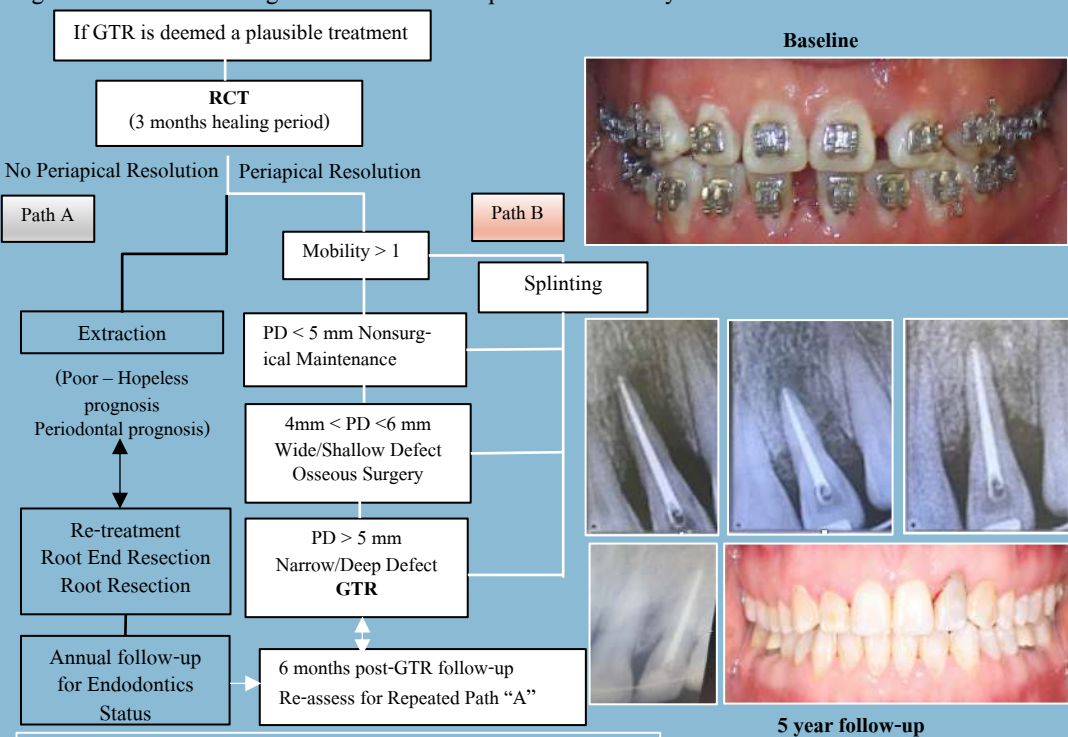 If GTR is deemed a plausible treatment
RCT
(3 months healing period)
No Periapical Resolution
Periapical Resolution
Path A
Path B
Mobility > 1
Splinting
Extraction
(Poor – Hopeless
prognosis
Periodontal prognosis)
PD < 5 mm Nonsurg-
ical Maintenance
4mm < PD <6 mm
Wide/Shallow Defect
Osseous Surgery
Re-treatment
Root End Resection
Root Resection
PD > 5 mm
Narrow/Deep Defect
GTR
Annual follow-up
for Endodontics
Status
6 months post-GTR follow-up
Re-assess for Repeated Path “A”
Baseline
5 year follow-up